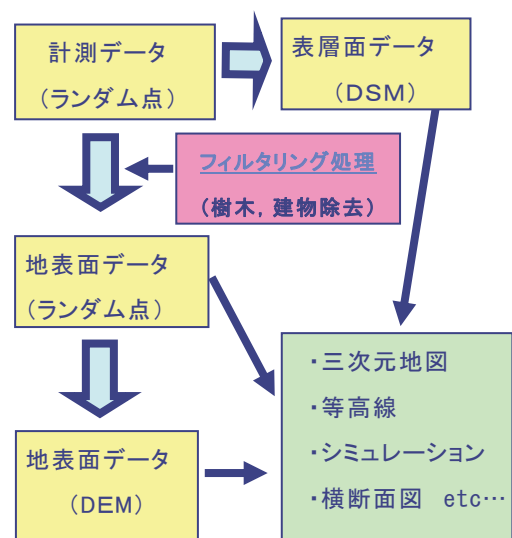 計測データ
(ランダム点)
表層面データ
(DSM)
フィルタリング処理
(樹木, 建物除去)
地表面データ
(ランダム点)
地表面データ
(DEM)
・三次元地図
・等高線
・シミュレーション
・横断面図 etc…